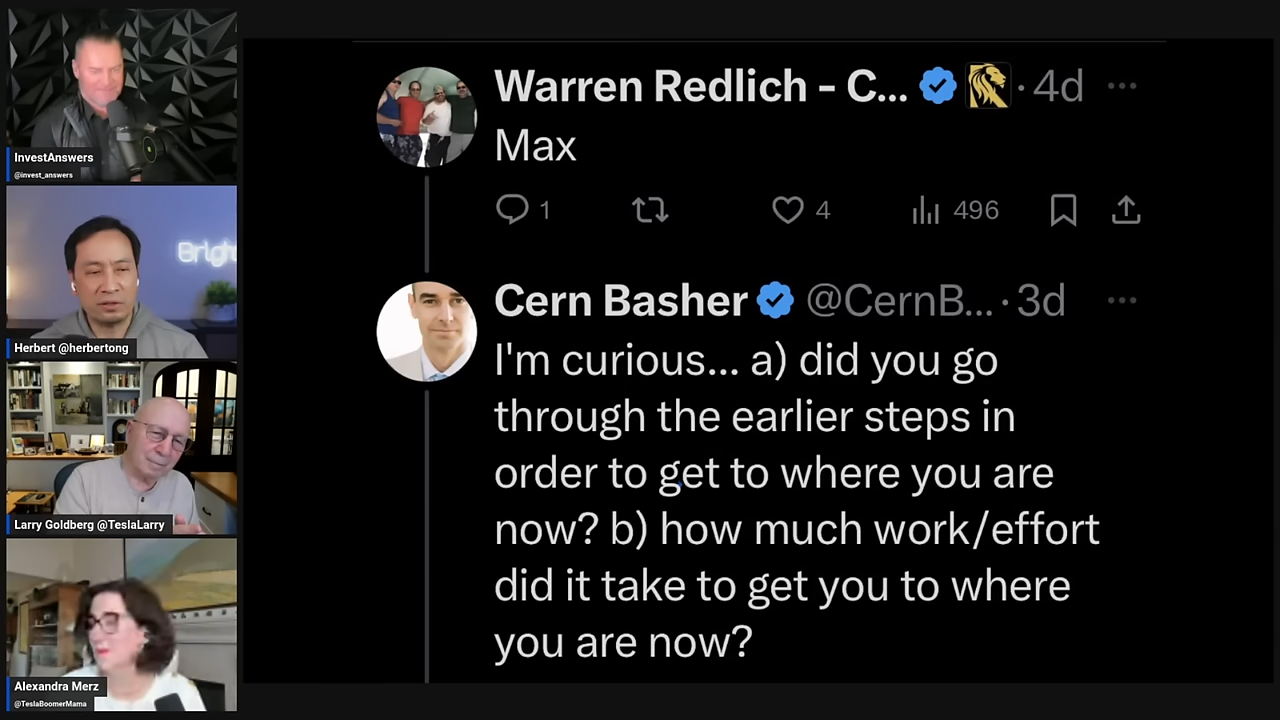 InvestAnswers
@invest_answers
Brigh
Herbert @herbertong
Larry Goldberg @TeslaLarry
Alexandra Merz
@TeslaBoomerMama
Warren Redlich - C... · 4d ···
Max
1 4 496
Cern Basher @CernB... · 3d ···
I'm curious... a) did you go
through the earlier steps in
order to get to where you are
now? b) how much work/effort
did it take to get you to where
you are now?